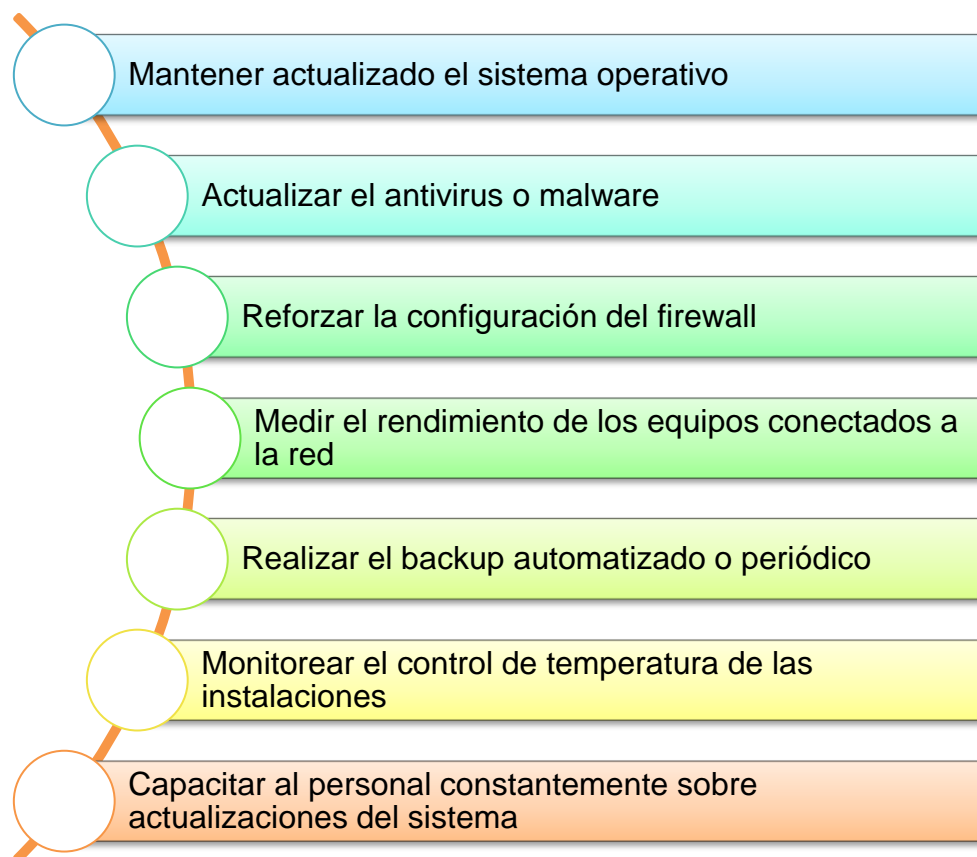 Mantener actualizado el sistema operativo
Actualizar el antivirus o malware
Reforzar la configuración del firewall
Medir el rendimiento de los equipos conectados a
la red
Realizar el backup automatizado o periódico
Monitorear el control de temperatura de las
instalaciones
Capacitar al personal constantemente sobre
actualizaciones del sistema